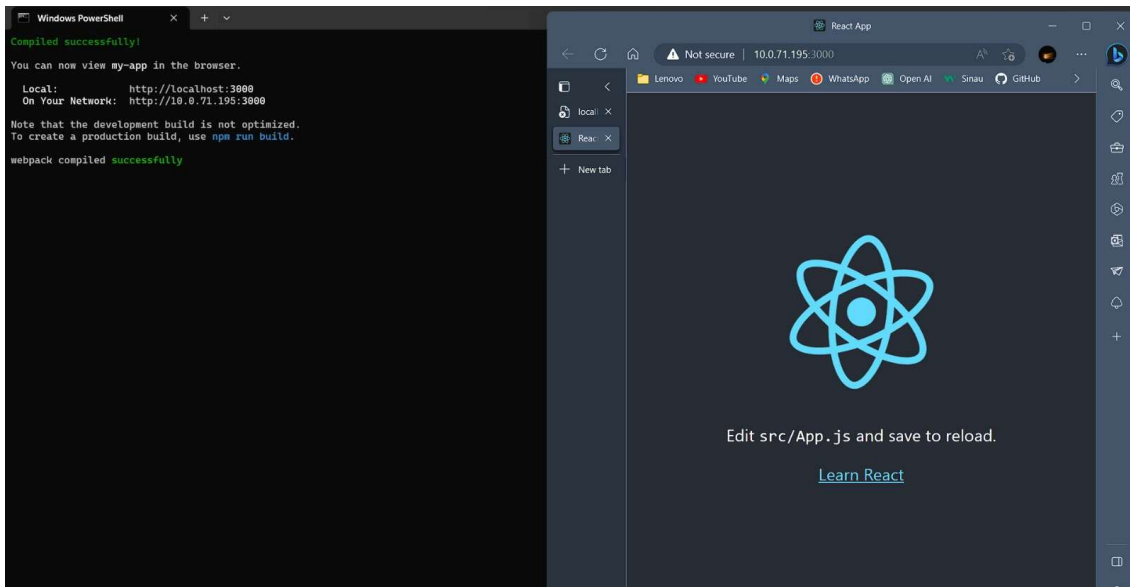 Windows PowerShell
Compiled successfully!
You can now view my-app in the browser.
Local: http://localhost:3000
On Your Network: http://10.0.71.195:3000
Note that the development build is not optimized.
To create a production build, use npm run build.
webpack compiled successfully
React App
Not secure | 10.0.71.195:3000
Lenovo YouTube Maps WhatsApp Open AI Sinau GitHub
New tab
Edit src/App.js and save to reload.
Learn React